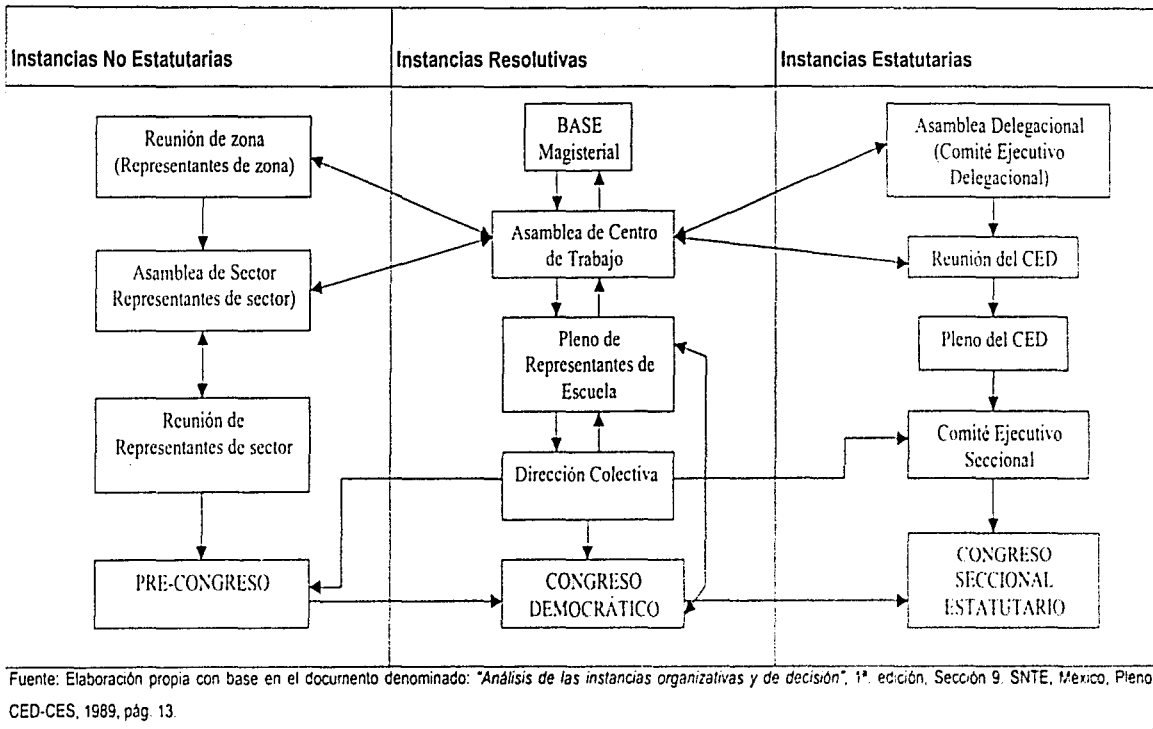 Instancias No Estatutarias
Instancias Resolutivas
Instancias Estatutarias
Reunión de zona
(Representantes de zona)
Asamblea de Sector
Representantes de sector)
Reunión de
Representantes de sector
PRE-CONGRESO
BASE
Magisterial
Asamblea de Centro
de Trabajo
Pleno de
Representantes de
Escuela
Dirección Colectiva
CONGRESO
DEMOCRÁTICO
Asamblea Delegacional
(Comité Ejecutivo
Delegacional)
Reunión del CED
Pleno del CED
Comité Ejecutivo
Seccional
CONGRESO
SECCIONAL
ESTATUTARIO
Fuente: Elaboración propia con base en el documento denominado: "Análisis de las instancias organizativas y de decisión", 1ª. edición, Sección 9. SNTE, México, Pleno
CED-CES, 1989, pág. 13.